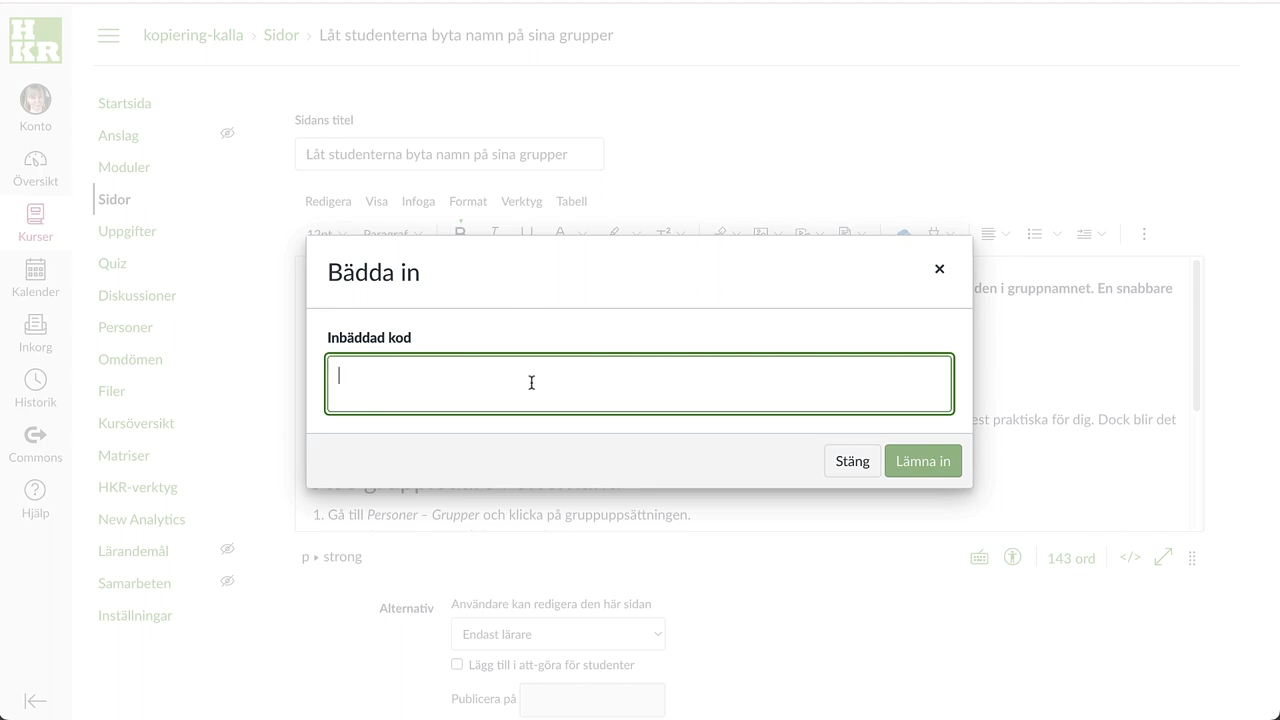 HKR
kopiering-kalla › Sidor › Låt studenterna byta namn på sina grupper
Konto
Översikt
Kurser
Kalender
Inkorg
Historik
Commons
Hjälp
Startsida
Anslag
Moduler
Sidor
Uppgifter
Quiz
Diskussioner
Personer
Omdömen
Filer
Kursöversikt
Matriser
HKR-verktyg
New Analytics
Lärandemål
Samarbeten
Inställningar
Sidans titel
Låt studenterna byta namn på sina grupper
Redigera Visa Infoga Format Verktyg Tabell
12pt Paragraf B I U A
den i gruppnamnet. En snabbare
Bädda in
Inbäddad kod
praktiska för dig. Dock blir det
Stäng Lämna in
1. Gå till Personer – Grupper och klicka på gruppuppsättningen.
p ▸ strong 143 ord </>
Alternativ Användare kan redigera den här sidan
Endast lärare
Lägg till i att-göra för studenter
Publicera på